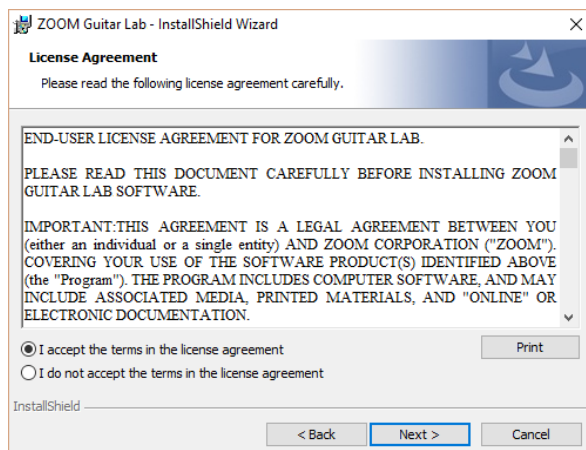 ZOOM Guitar Lab - InstallShield Wizard
License Agreement
Please read the following license agreement carefully.
END-USER LICENSE AGREEMENT FOR ZOOM GUITAR LAB.
PLEASE READ THIS DOCUMENT CAREFULLY BEFORE INSTALLING ZOOM
GUITAR LAB SOFTWARE.
IMPORTANT:THIS AGREEMENT IS A LEGAL AGREEMENT BETWEEN YOU
(either an individual or a single entity) AND ZOOM CORPORATION ("ZOOM").
COVERING YOUR USE OF THE SOFTWARE PRODUCT(S) IDENTIFIED ABOVE
(the "Program"). THE PROGRAM INCLUDES COMPUTER SOFTWARE, AND MAY
INCLUDE ASSOCIATED MEDIA, PRINTED MATERIALS, AND "ONLINE" OR
ELECTRONIC DOCUMENTATION.
I accept the terms in the license agreement
Print
I do not accept the terms in the license agreement
InstallShield
< Back Next > Cancel